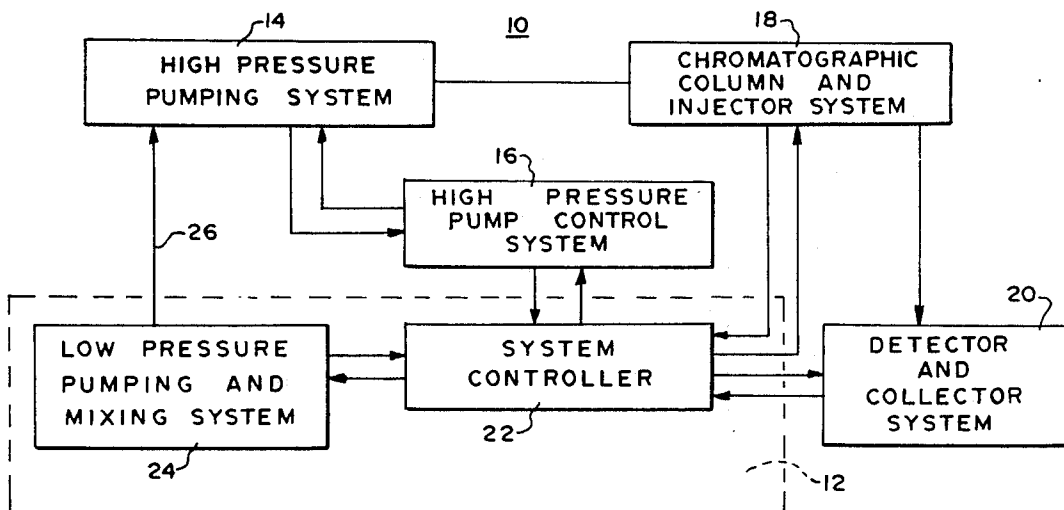 10
14
HIGH PRESSURE
PUMPING SYSTEM
18
CHROMATOGRAPHIC
COLUMN AND
INJECTOR SYSTEM
16
HIGH PRESSURE
PUMP CONTROL
SYSTEM
26
20
LOW PRESSURE
PUMPING AND
MIXING SYSTEM
24
SYSTEM
CONTROLLER
22
DETECTOR
AND
COLLECTOR
SYSTEM
12